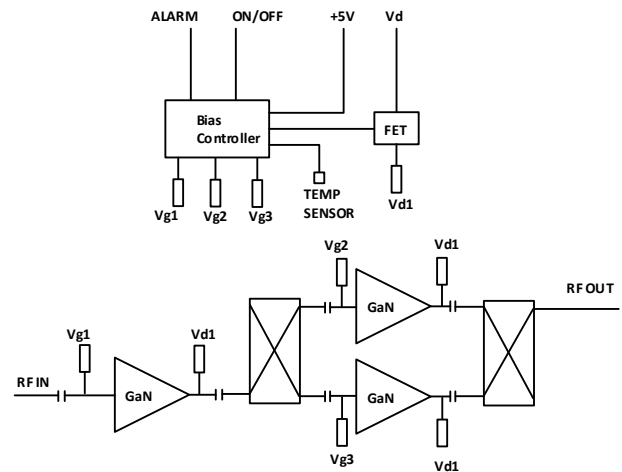 ALARM
ON/OFF
+5V
Vd
Bias
Controller
FET
Vg1
Vg2
Vg3
TEMP
SENSOR
Vd1
Vg2
Vd1
GaN
RF OUT
Vg1
Vd1
RF IN
GaN
GaN
Vg3
Vd1